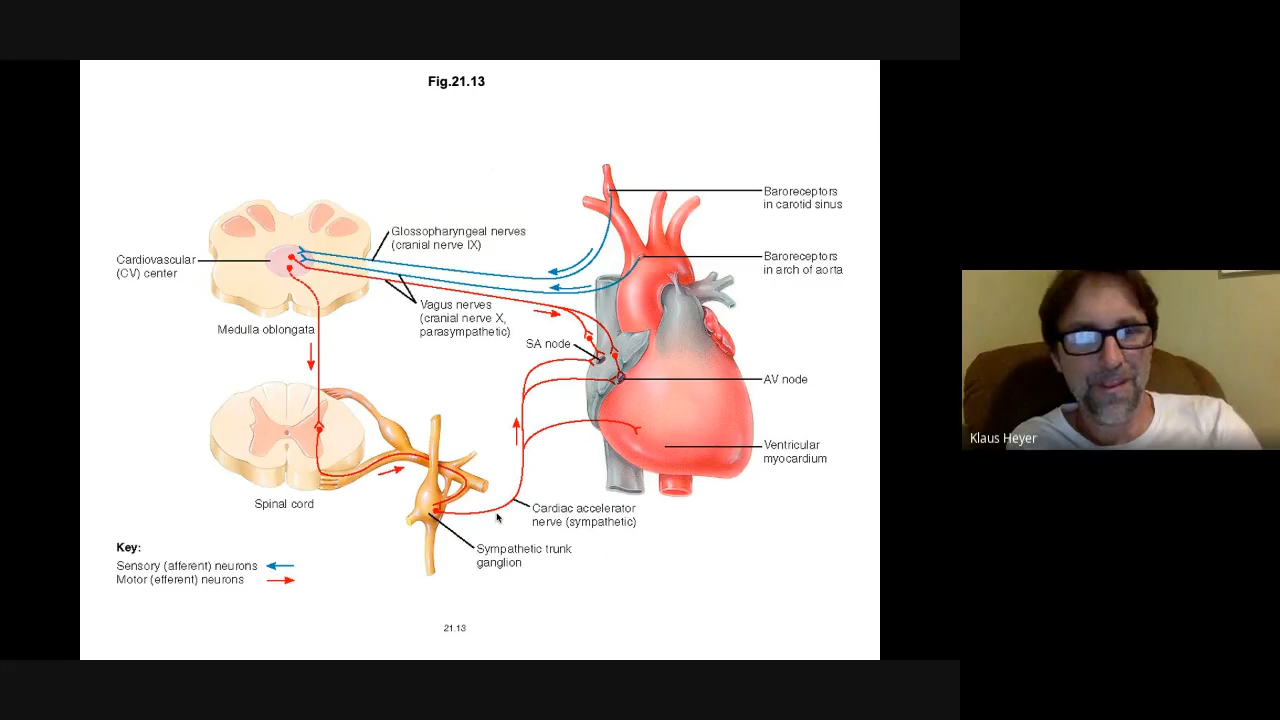 Fig.21.13
Baroreceptors
in carotid sinus
Glossopharyngeal nerves
(cranial nerve IX)
Cardiovascular
(CV) center
Baroreceptors
in arch of aorta
Vagus nerves
(cranial nerve X,
parasympathetic)
Medulla oblongata
SA node
AV node
Ventricular
myocardium
Spinal cord
Cardiac accelerator
nerve (sympathetic)
Sympathetic trunk
ganglion
Key:
Sensory (afferent) neurons
Motor (efferent) neurons
21.13
Klaus Heyer